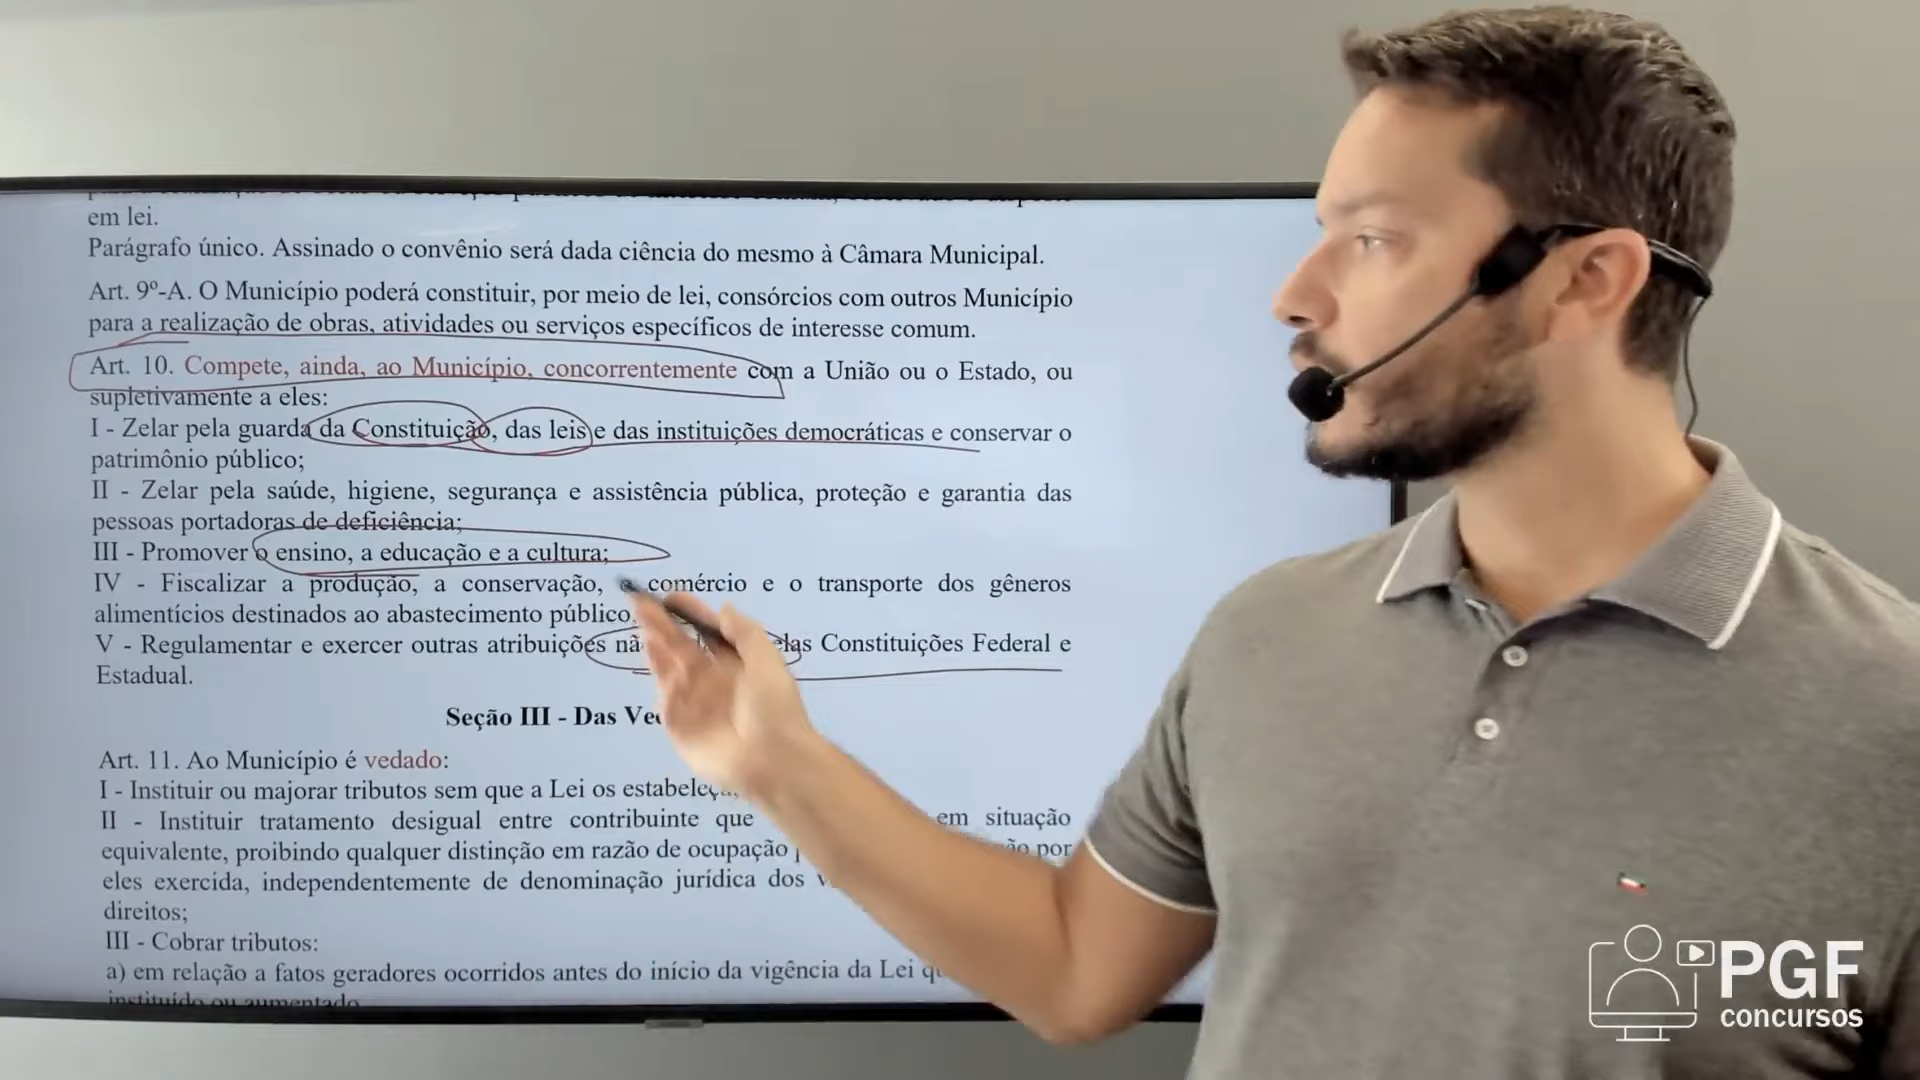 em lei.
Parágrafo único. Assinado o convênio será dada ciência do mesmo à Câmara Municipal.
Art. 9º-A. O Município poderá constituir, por meio de lei, consórcios com outros Município
para a realização de obras, atividades ou serviços específicos de interesse comum.
Art. 10. Compete, ainda, ao Município, concorrentemente com a União ou o Estado, ou
supletivamente a eles:
I - Zelar pela guarda da Constituição, das leis e das instituições democráticas e conservar o
patrimônio público;
II - Zelar pela saúde, higiene, segurança e assistência pública, proteção e garantia das
pessoas portadoras de deficiência;
III - Promover o ensino, a educação e a cultura;
IV - Fiscalizar a produção, a conservação, o comércio e o transporte dos gêneros
alimentícios destinados ao abastecimento público.
V - Regulamentar e exercer outras atribuições Constituições Federal e
Estadual.
Seção III - Das
Art. 11. Ao Município é vedado:
I - Instituir ou majorar tributos sem que a Lei os estabeleça,
II - Instituir tratamento desigual entre contribuinte que em situação
equivalente, proibindo qualquer distinção em razão de ocupação por
eles exercida, independentemente de denominação jurídica dos
direitos;
III - Cobrar tributos:
a) em relação a fatos geradores ocorridos antes do início da vigência da Lei
instituído ou aumentado
PGF
concursos